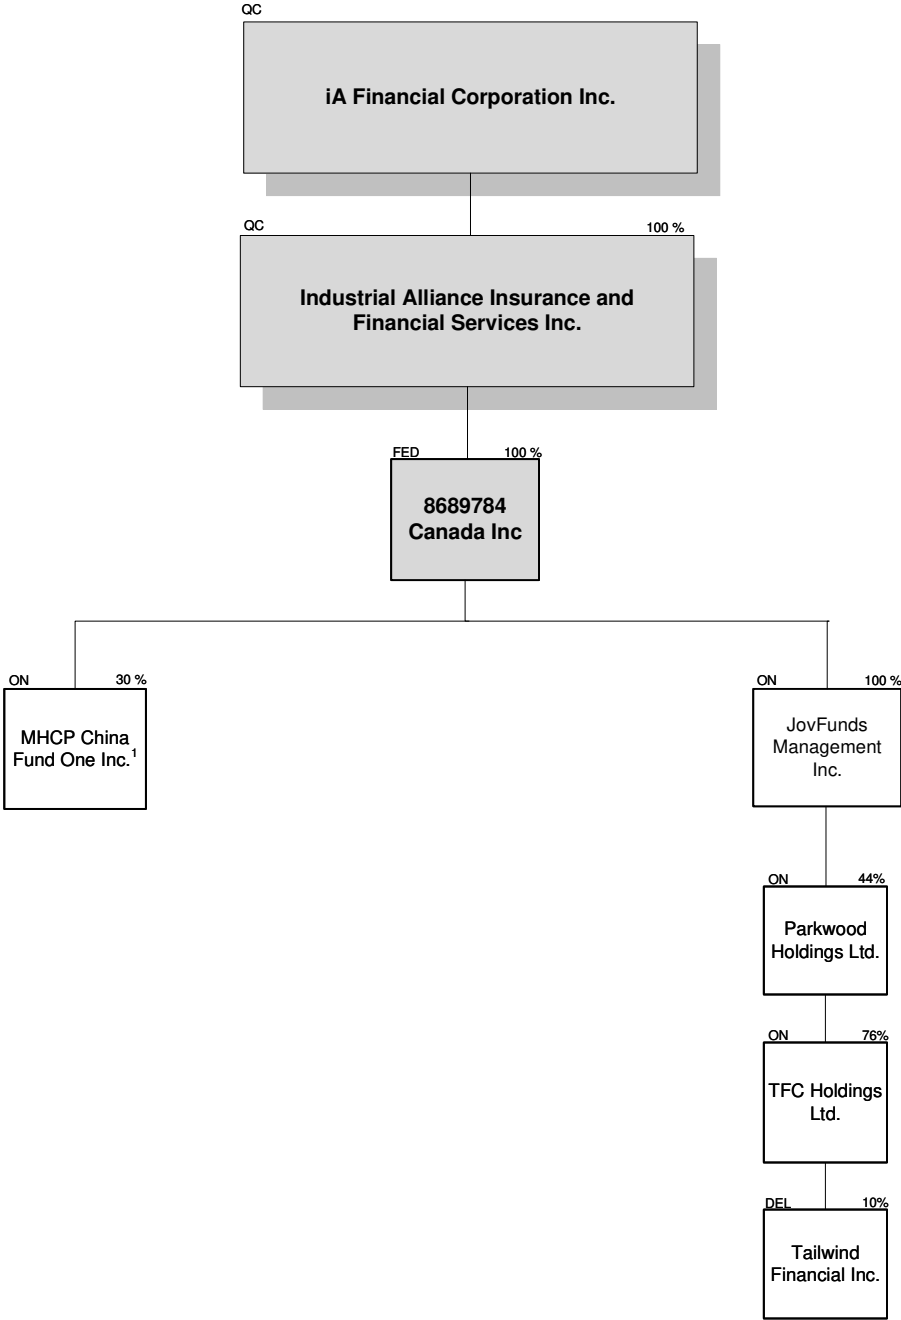 QC
iA Financial Corporation Inc.
QC
100 %
Industrial Alliance Insurance and
Financial Services Inc.
FED
100 %
8689784
Canada Inc
ON
30 %
MHCP China
Fund One Inc.¹
ON
100 %
JovFunds
Management
Inc.
ON
44%
Parkwood
Holdings Ltd.
ON
76%
TFC Holdings
Ltd.
DEL
10%
Tailwind
Financial Inc.